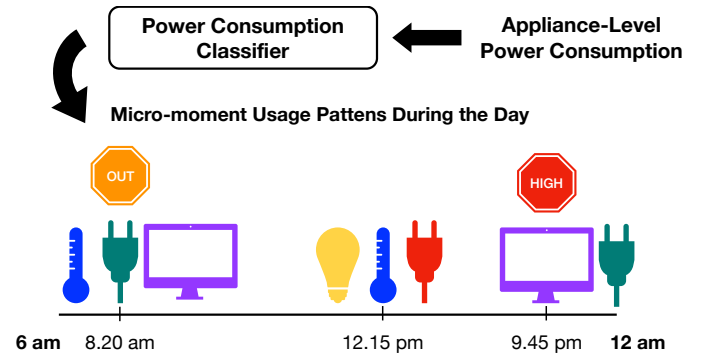 Power Consumption
Classifier
Appliance-Level
Power Consumption
Micro-moment Usage Pattens During the Day
OUT
HIGH
6 am
8.20 am
12.15 pm
9.45 pm
12 am